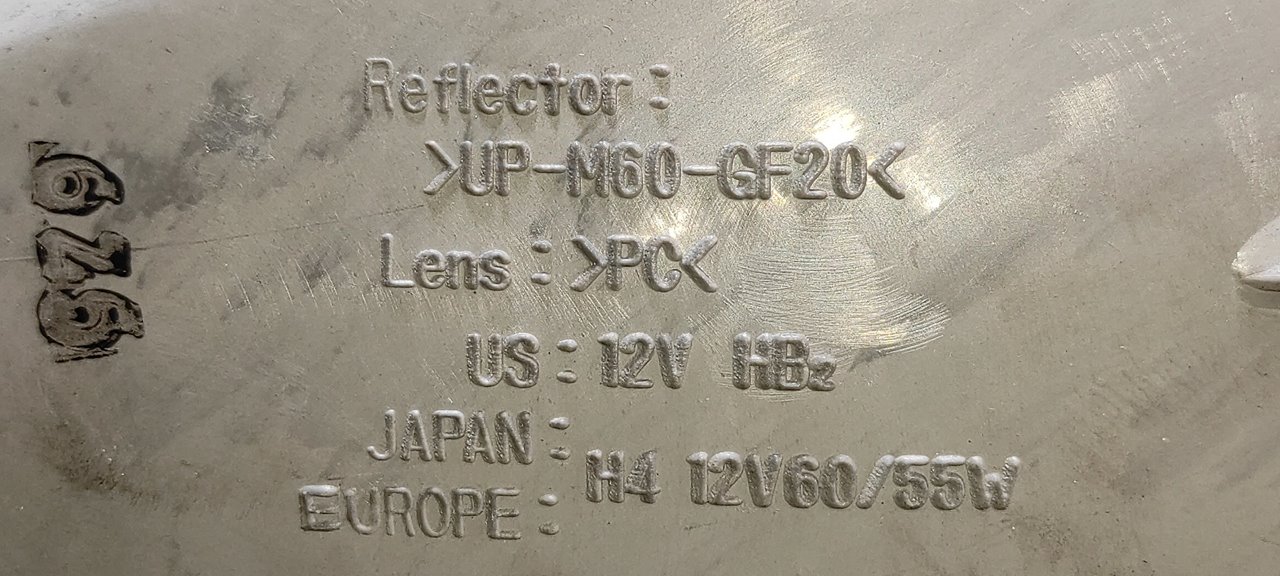 Reflector:
>UP-M60-GF20<
Lens:>PC<
US:12V HB2
JAPAN:
EUROPE:
H4 12V60/55W